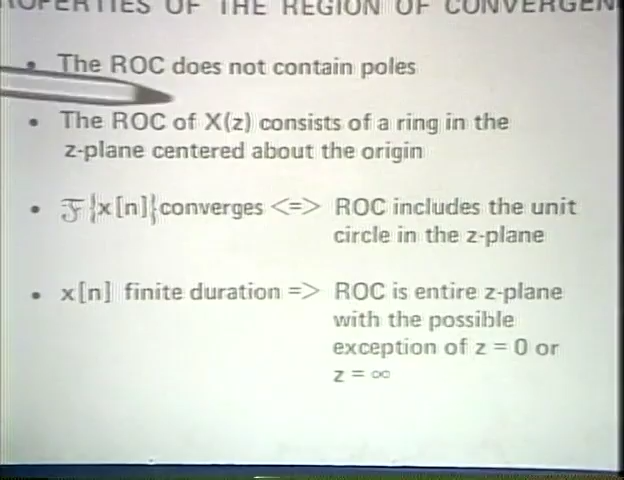 PROPERTIES OF THE REGION OF CONVERGEN
• The ROC does not contain poles
• The ROC of X(z) consists of a ring in the
z-plane centered about the origin
• ℱ{x[n]}converges <=> ROC includes the unit
circle in the z-plane
• x[n] finite duration => ROC is entire z-plane
with the possible
exception of z = 0 or
z = ∞